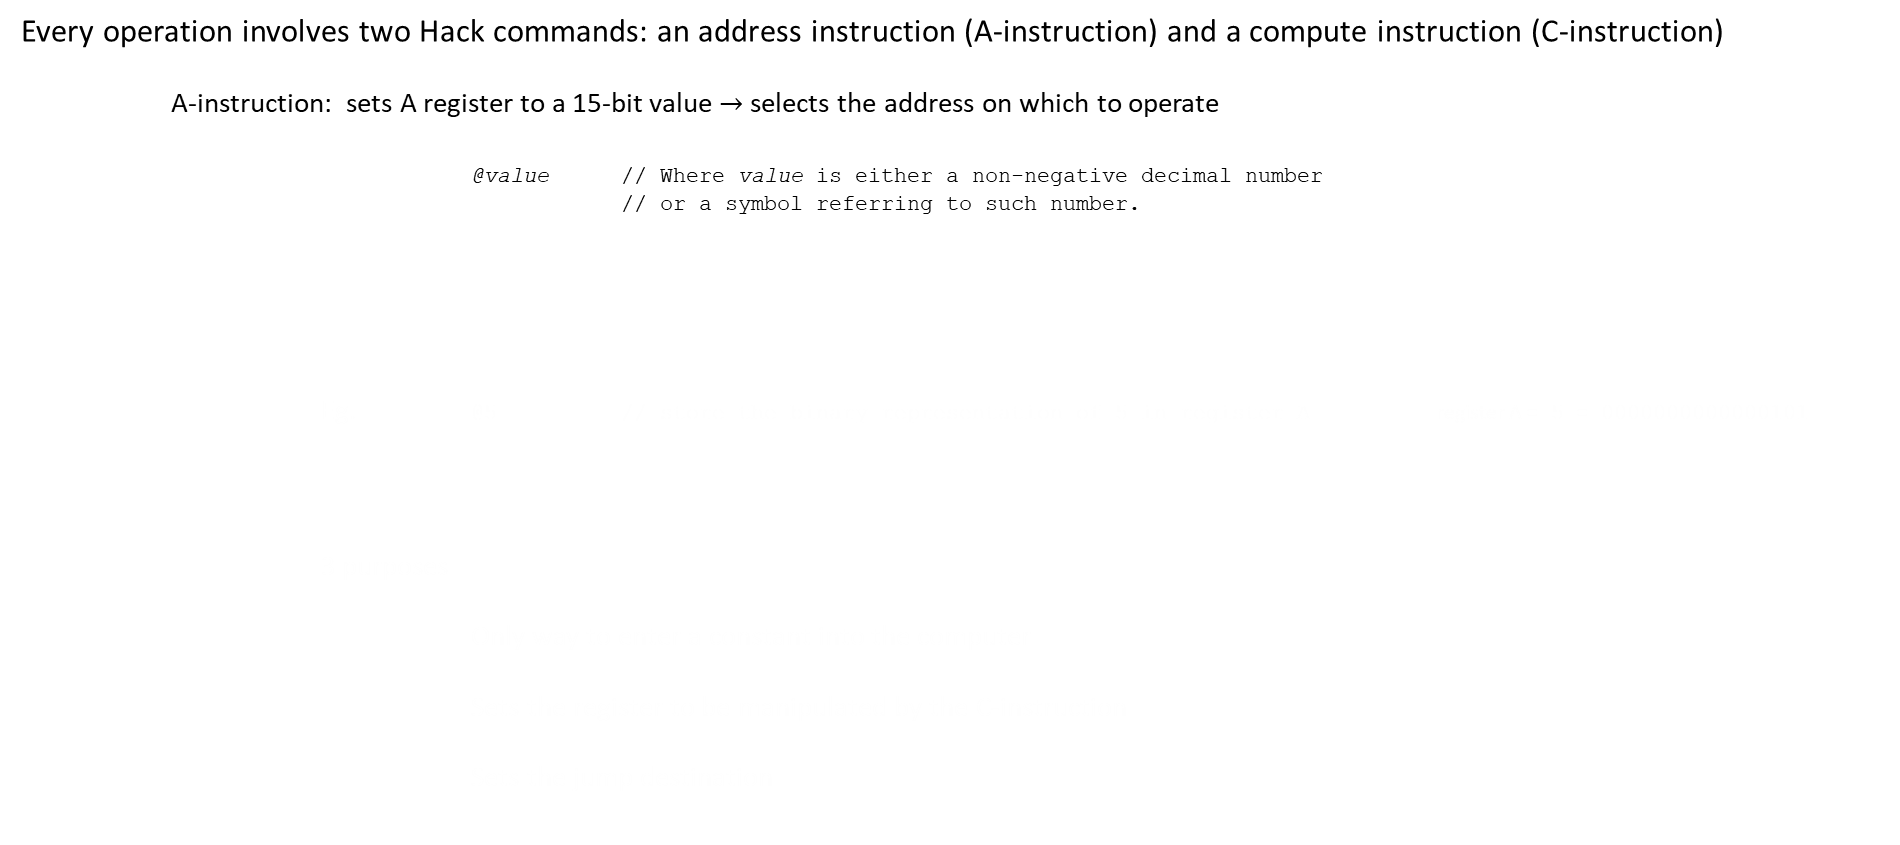 Every operation involves two Hack commands: an address instruction (A-instruction) and a compute instruction (C-instruction)
A-instruction: sets A register to a 15-bit value → selects the address on which to operate
@value // Where value is either a non-negative decimal number
// or a symbol referring to such number.